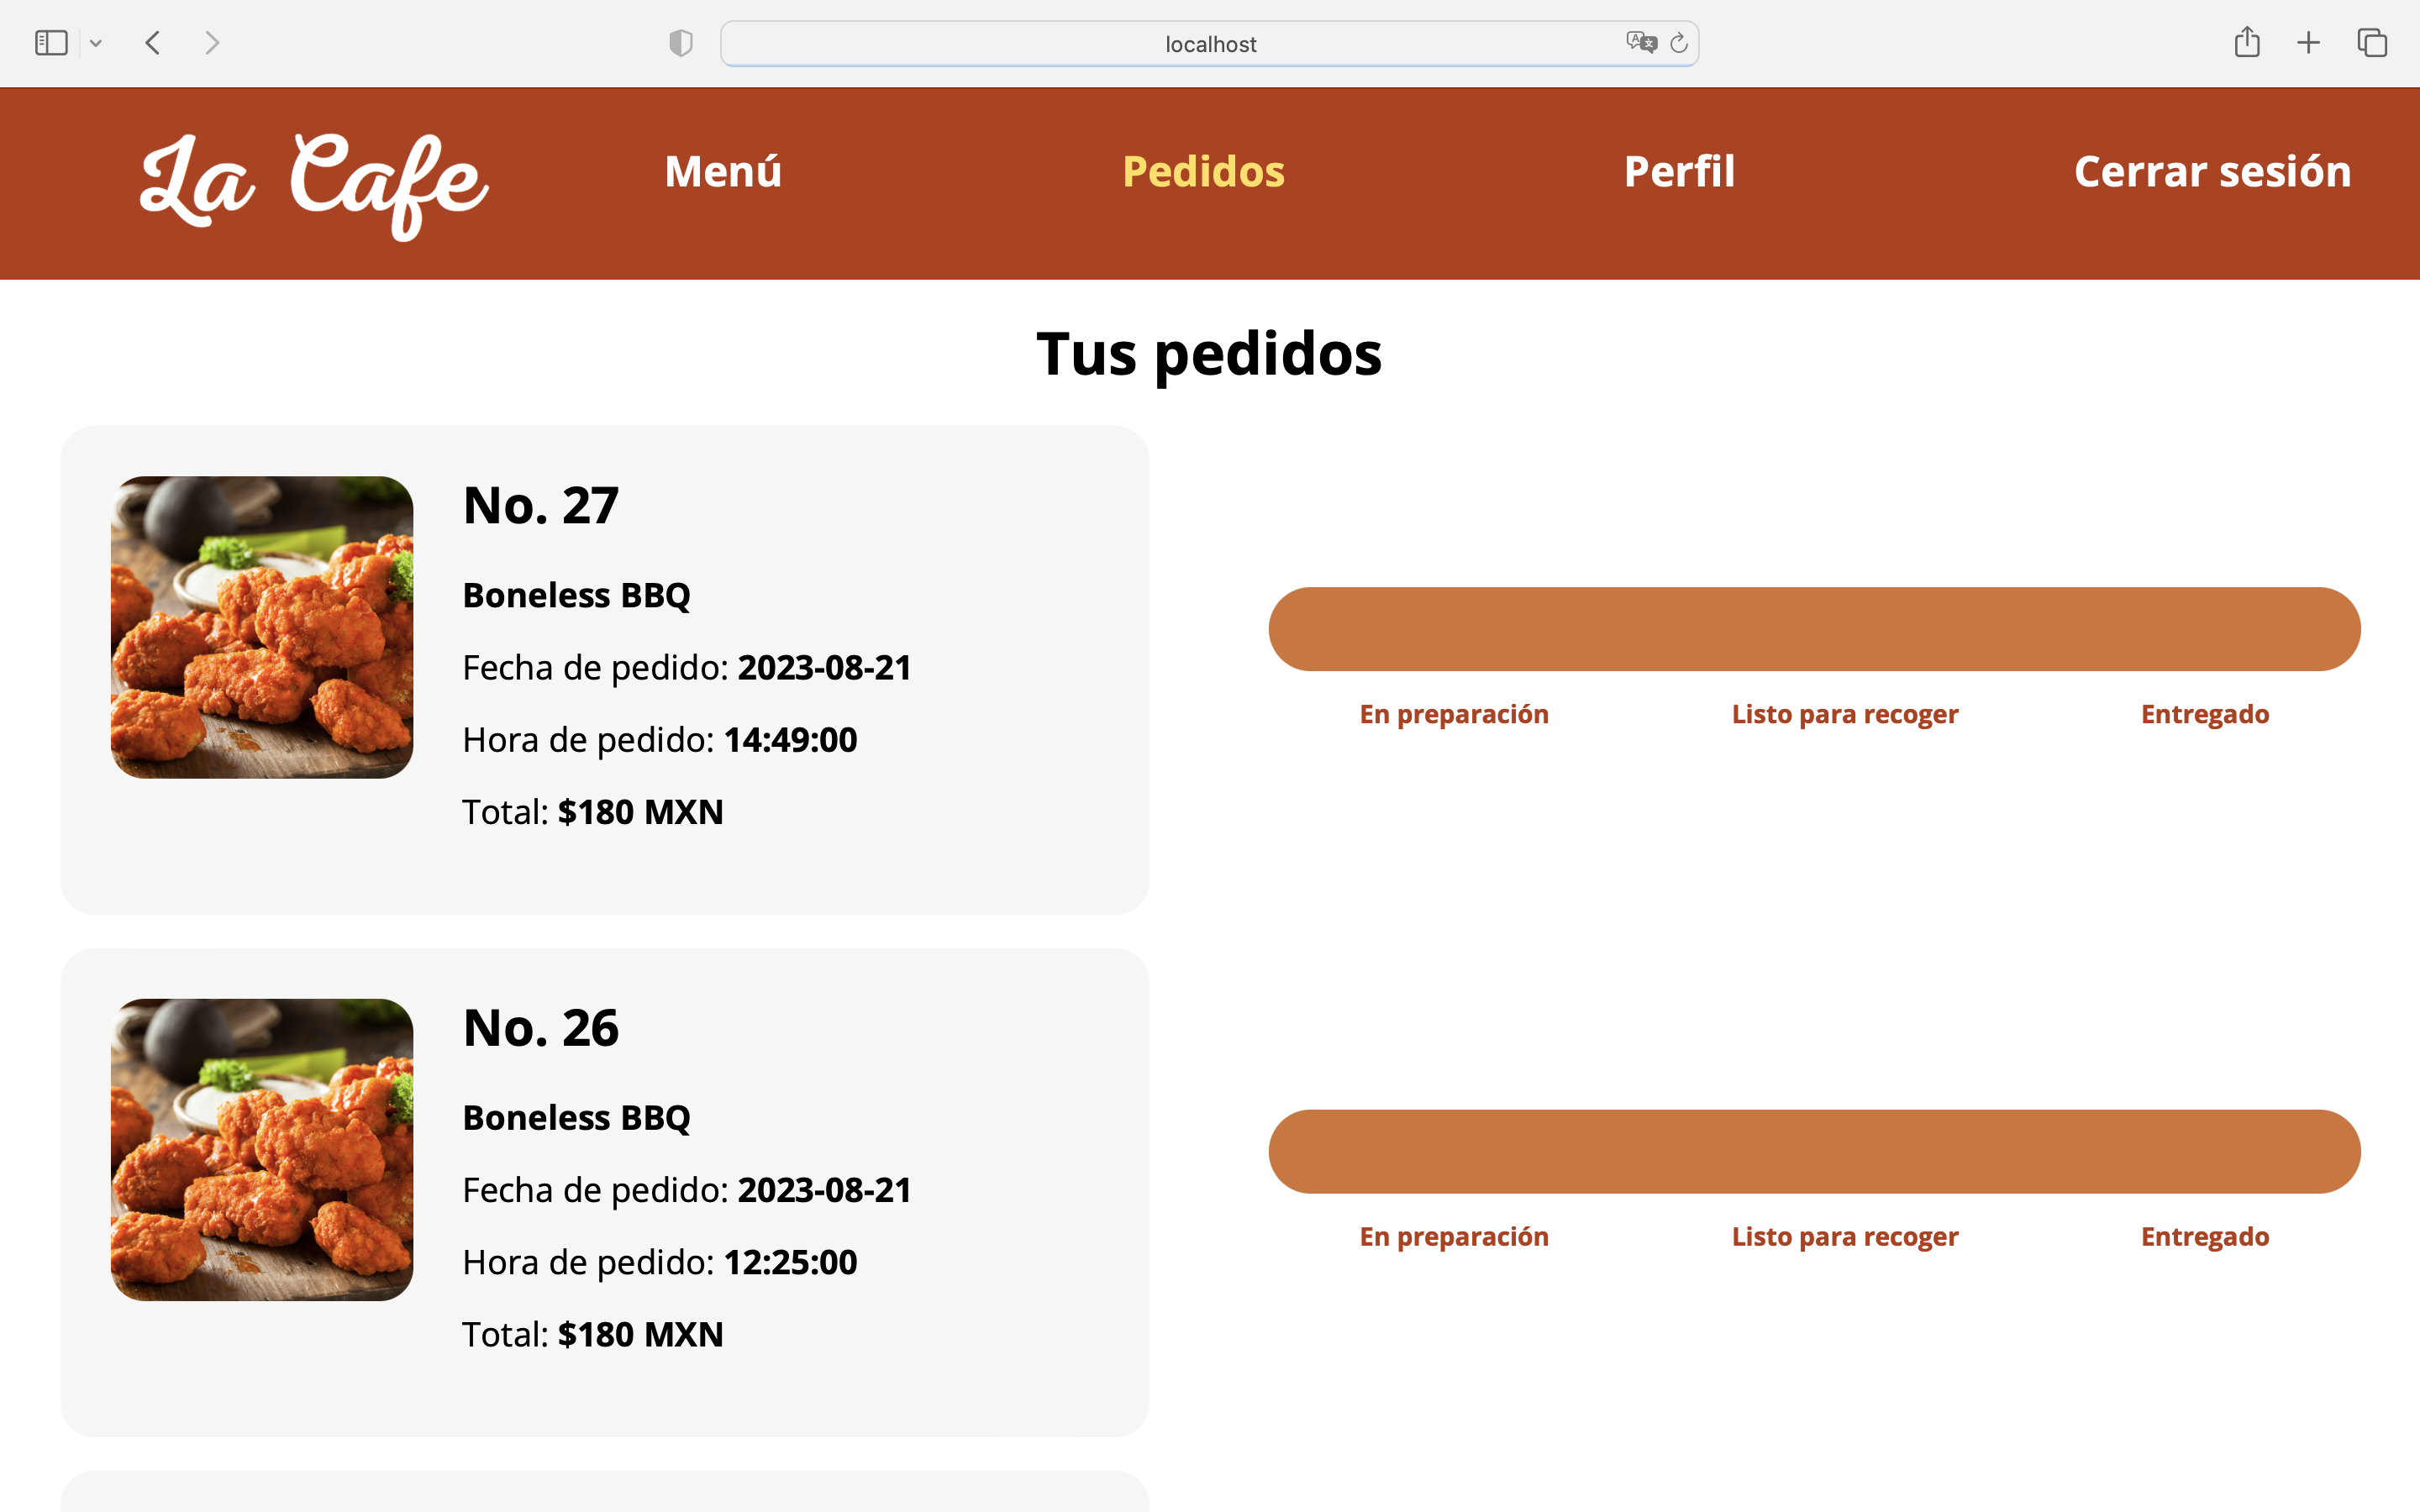 localhost
La Cafe
Menú
Pedidos
Perfil
Cerrar sesión
Tus pedidos
No. 27
Boneless BBQ
Fecha de pedido: 2023-08-21
Hora de pedido: 14:49:00
Total: $180 MXN
En preparación
Listo para recoger
Entregado
No. 26
Boneless BBQ
Fecha de pedido: 2023-08-21
Hora de pedido: 12:25:00
Total: $180 MXN
En preparación
Listo para recoger
Entregado